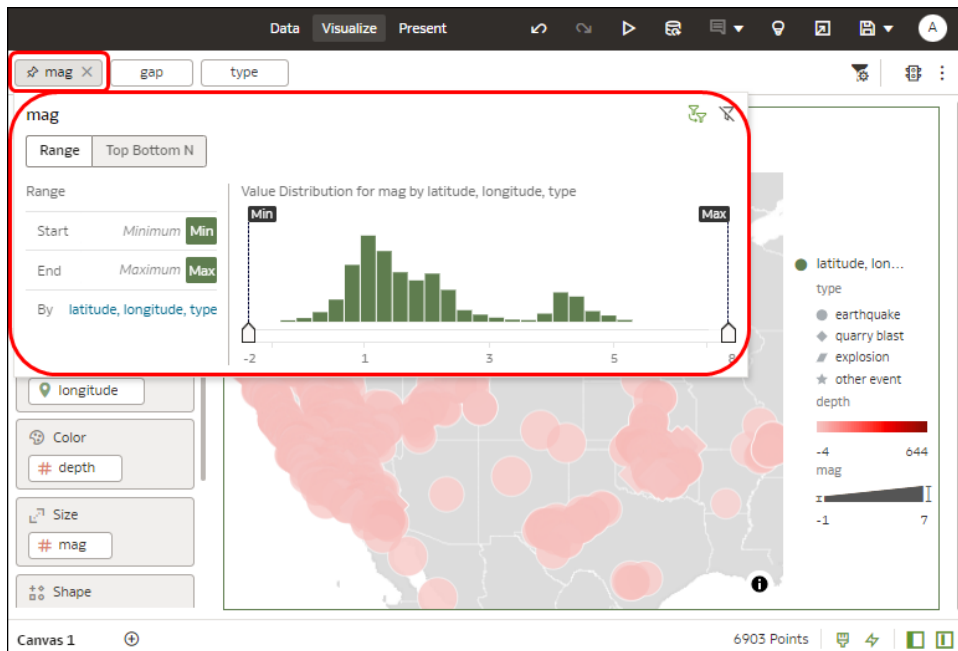 Data Visualize Present A
mag gap type
mag
Range Top Bottom N
Range
Value Distribution for mag by latitude, longitude, type
Min Max
Start Minimum Min
End Maximum Max
By latitude, longitude, type
-2 1 3 5 8
longitude
Color
# depth
Size
# mag
Shape
latitude, lon...
type
earthquake
quarry blast
explosion
other event
depth
-4 644
mag
-1 7
Canvas 1
6903 Points